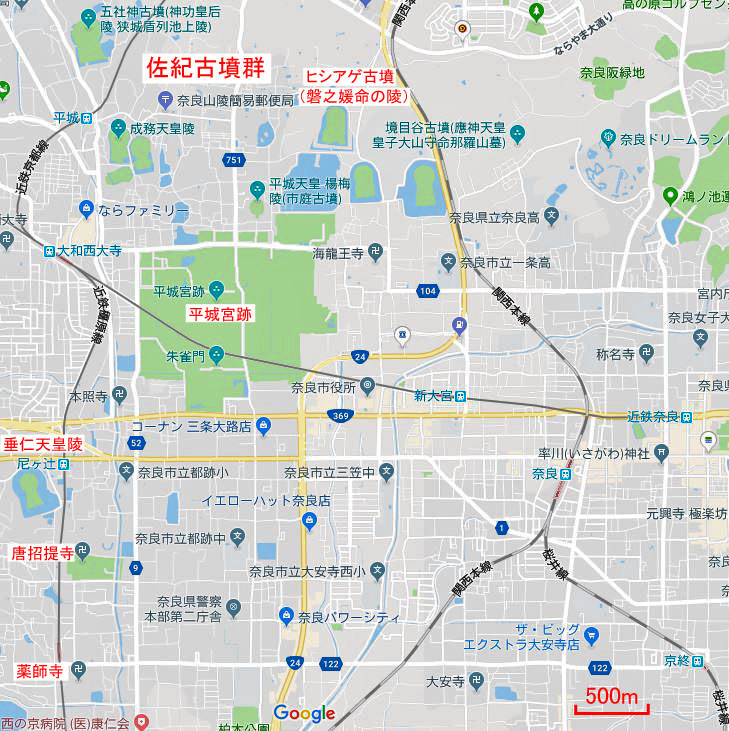 五社神古墳(神功皇后
陵 狭城盾列池上陵)
関西本線
ならやま大通り
高の原ゴルフセン
佐紀古墳群
ヒシアゲ古墳
(磐之媛命の陵)
奈良阪緑地
奈良山陵簡易郵便局
平城
成務天皇陵
境目谷古墳(應神天皇
皇子大山守命那羅山墓)
奈良ドリームラン
近鉄京都線
751
平城天皇 楊梅
陵(市庭古墳)
鴻ノ池運
ならファミリー
奈良県立奈良高
大寺
大和西大寺
海龍王寺
奈良市立一条高
平城宮跡
平城宮跡
104
宮内庁
近鉄橿原線
関西本線
奈良女子大
朱雀門
24
称名寺
本照寺
奈良市役所
新大宮
奈良県
コーナン 三条大路店
369
近鉄奈良
垂仁天皇陵
52
尼ヶ辻
奈良市立都跡小
奈良市立三笠中
率川(いさがわ)神社
奈良
イエローハット奈良店
元興寺 極楽坊
1
奈良市立都跡中
唐招提寺
9
奈良市立大安寺西小
関西本線
桜井線
奈良県警察
本部第二庁舎
奈良パワーシティ
ザ・ビッグ
エクストラ大安寺店
24
122
122
京終
薬師寺
大安寺
500m
桜井線
Google
西の京病院 (医)康仁会
柏木公園